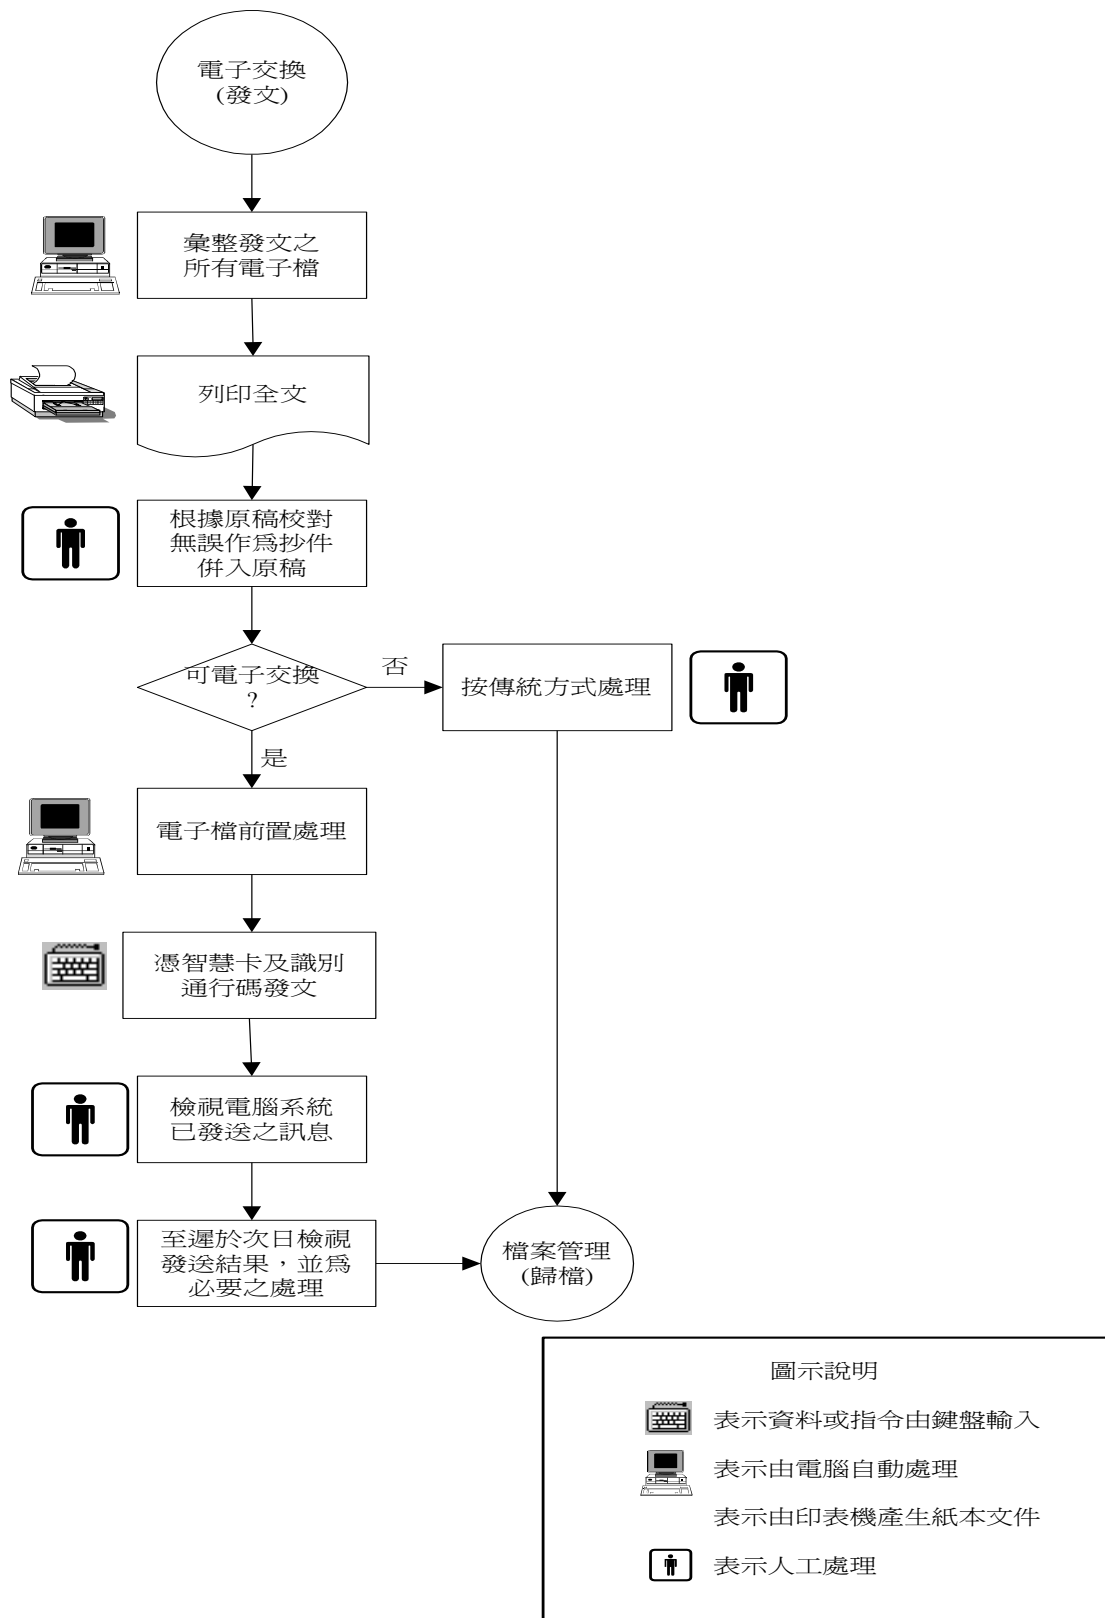 電子交換
(發文)
彙整發文之
所有電子檔
列印全文
根據原稿校對
無誤作為抄件
併入原稿
可電子交換
?
否
按傳統方式處理
是
電子檔前置處理
憑智慧卡及識別
通行碼發文
檢視電腦系統
已發送之訊息
至遲於次日檢視
發送結果，並為
必要之處理
檔案管理
(歸檔)
圖示說明
表示資料或指令由鍵盤輸入
表示由電腦自動處理
表示由印表機產生紙本文件
表示人工處理